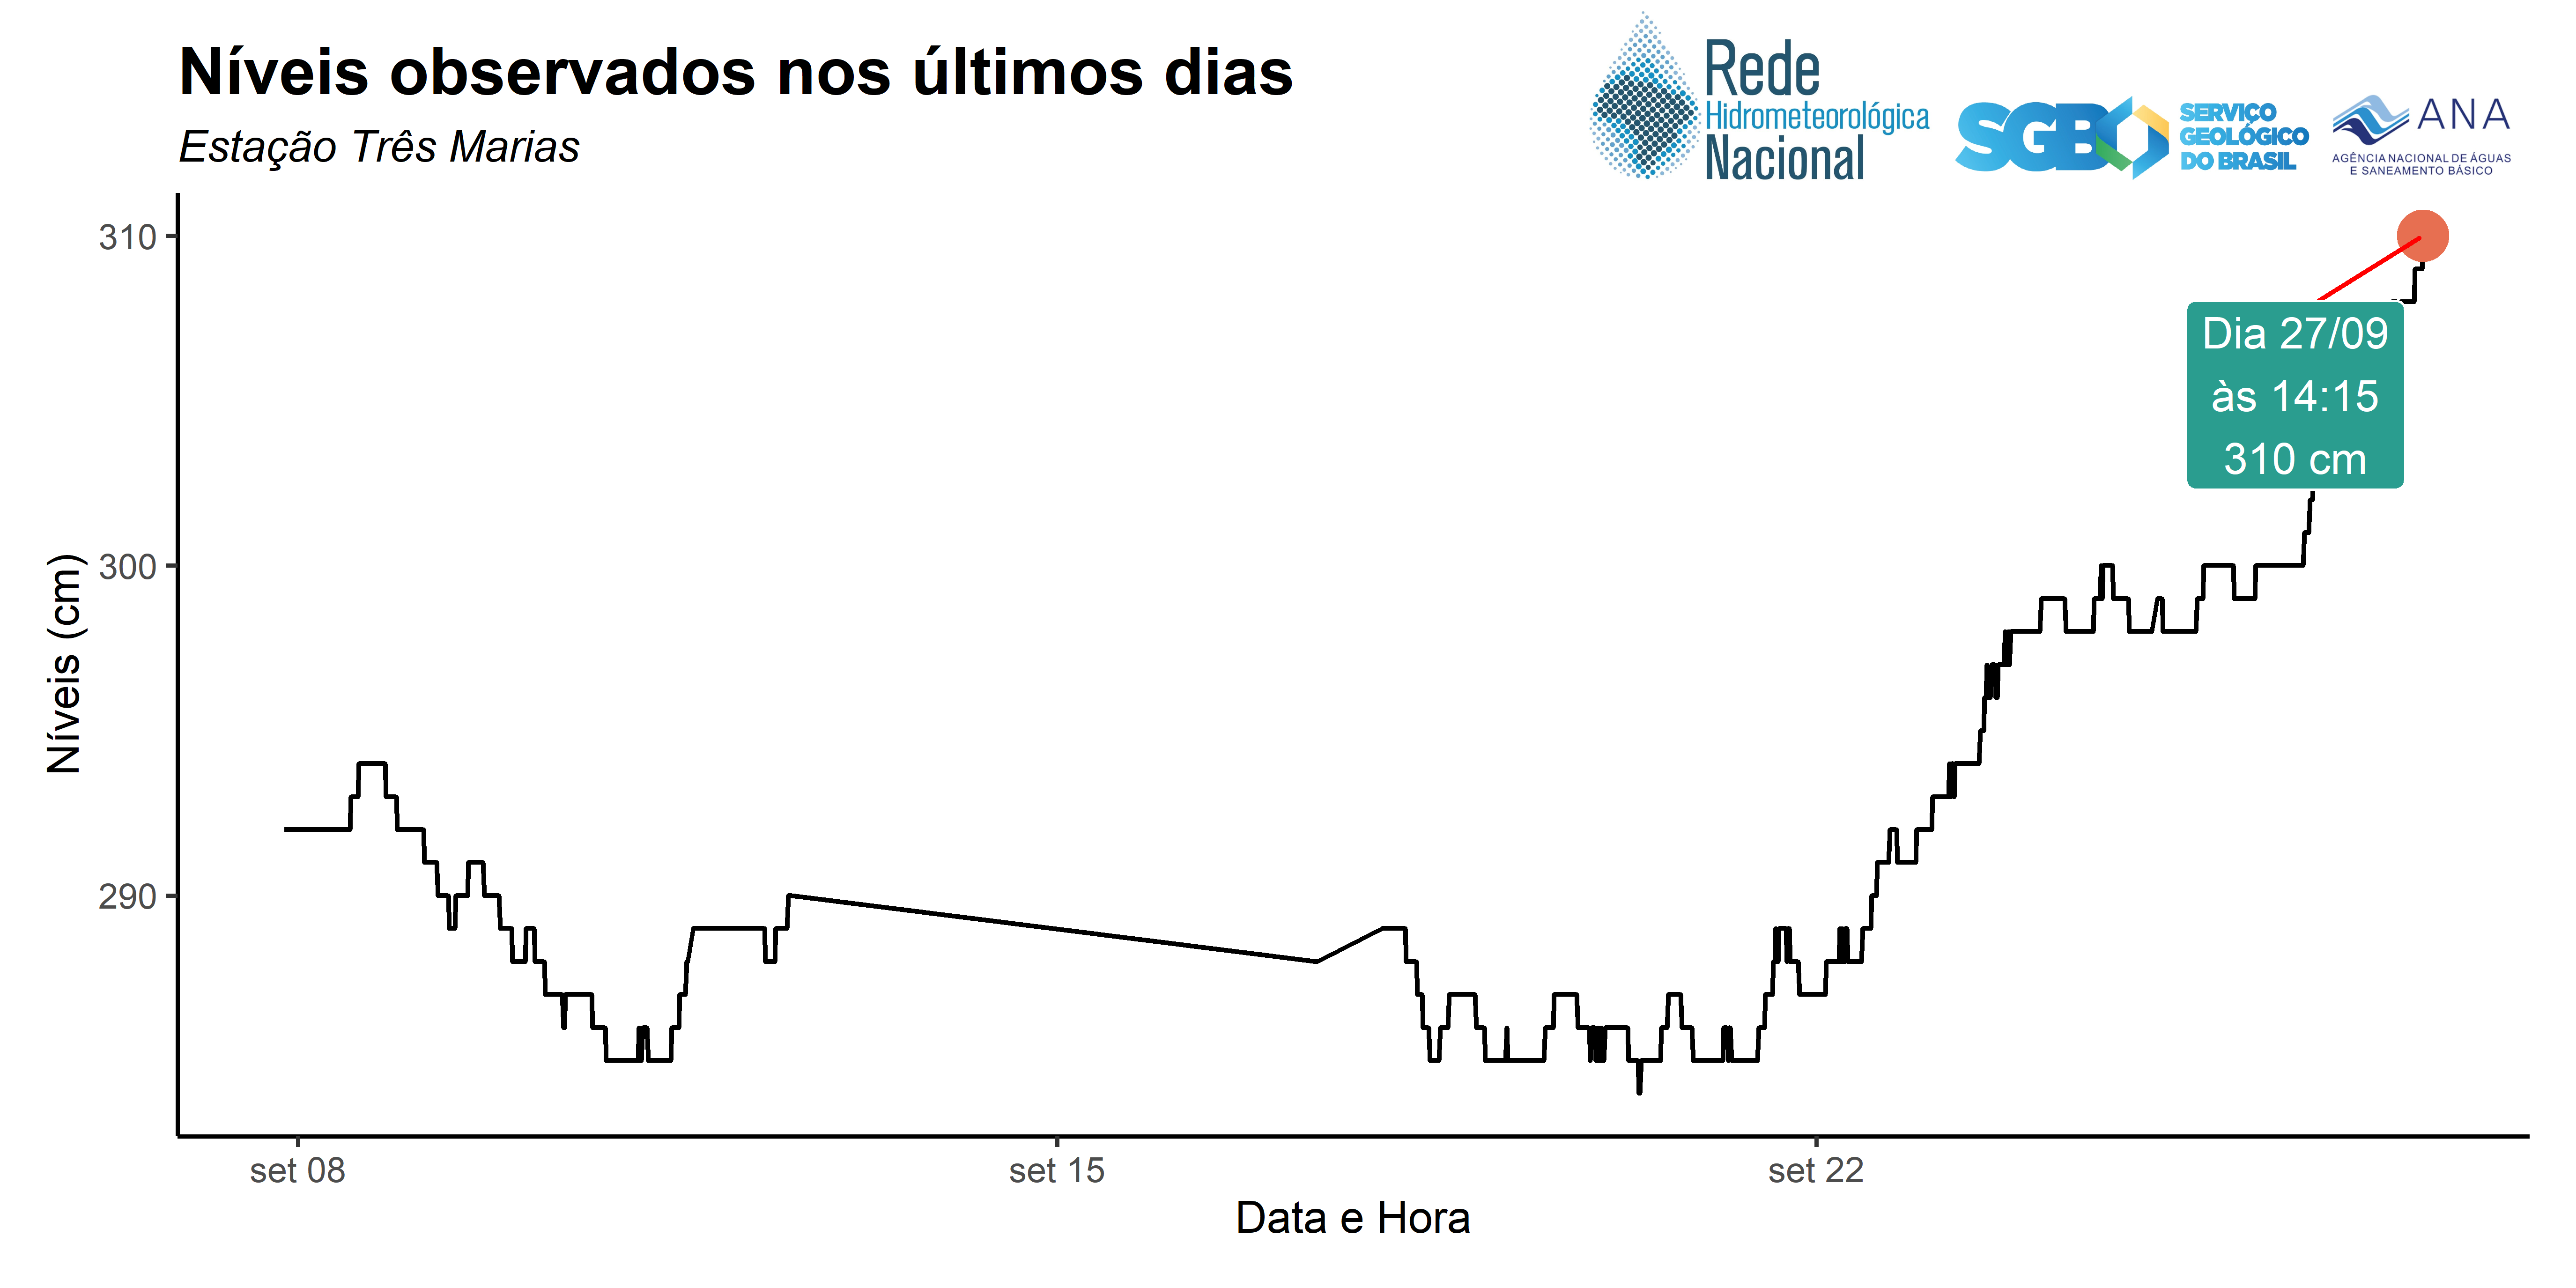 Níveis observados nos últimos dias
Estação Três Marias
Rede
Hidrometeorológica
Nacional
SGB
SERVIÇO
GEOLÓGICO
DO BRASIL
ANA
AGÊNCIA NACIONAL DE ÁGUAS
E SANEAMENTO BÁSICO
310
300
290
Níveis (cm)
Dia 27/09
às 14:15
310 cm
set 08
set 15
set 22
Data e Hora